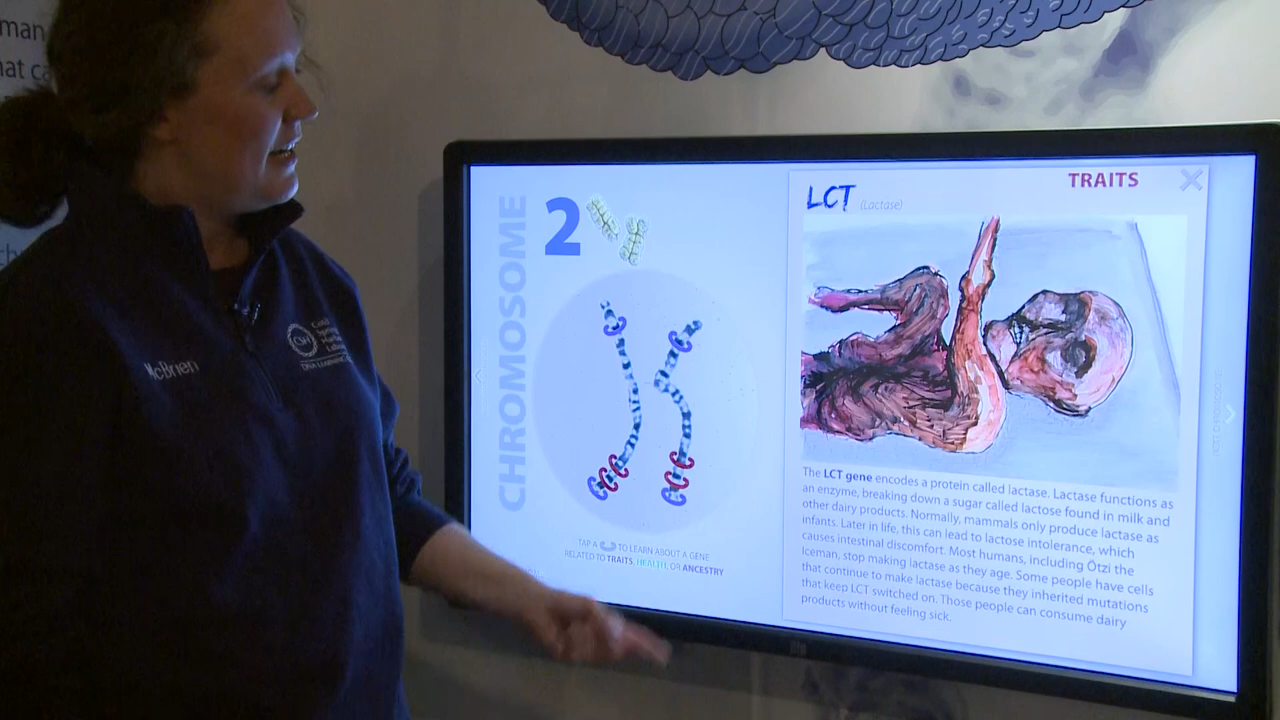 man
hat ca
McBrien
CSH
CHROMOSOME
2
TAP A TO LEARN ABOUT A GENE
RELATED TO TRAITS, HEALTH, OR ANCESTRY
TRAITS
LCT (Lactase)
The LCT gene encodes a protein called lactase. Lactase functions as
an enzyme, breaking down a sugar called lactose found in milk and
other dairy products. Normally, mammals only produce lactase as
infants. Later in life, this can lead to lactose intolerance, which
causes intestinal discomfort. Most humans, including Ötzi the
Iceman, stop making lactase as they age. Some people have cells
that continue to make lactase because they inherited mutations
that keep LCT switched on. Those people can consume dairy
products without feeling sick.